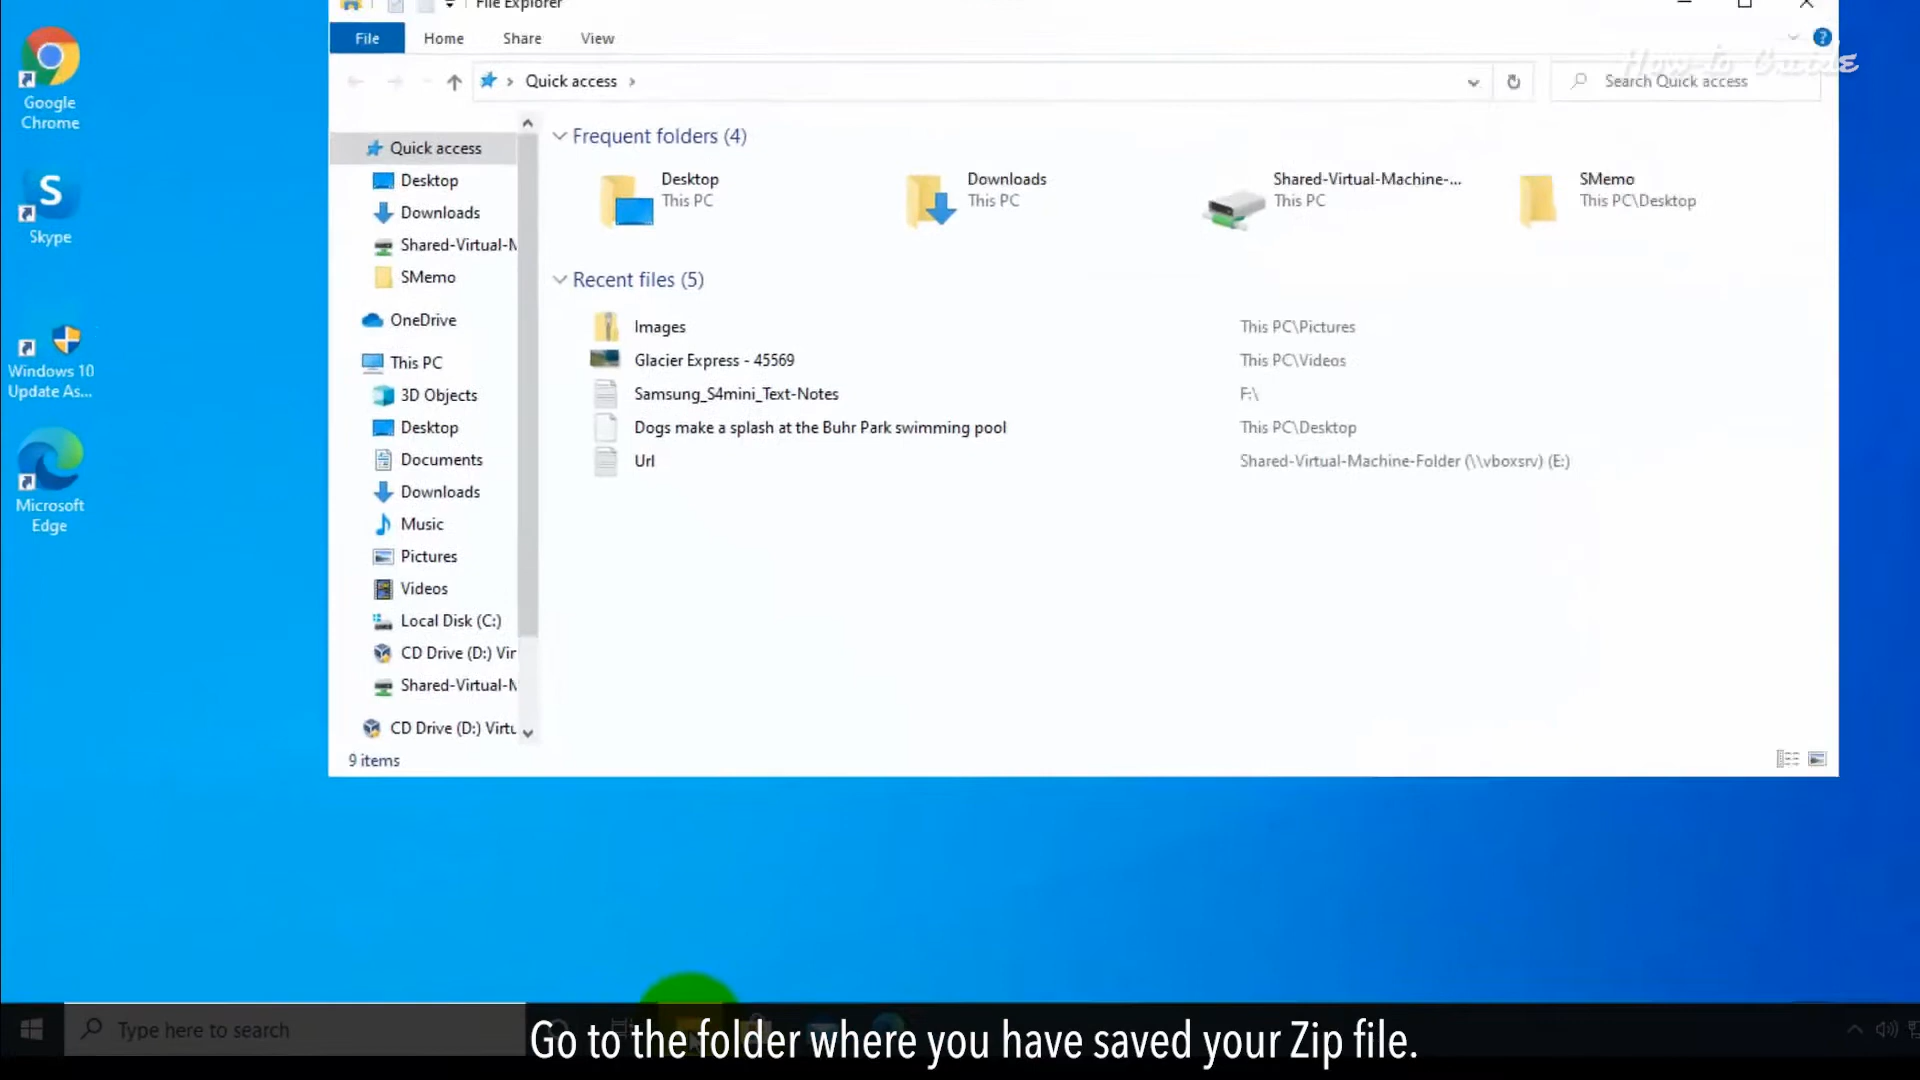 File Explorer
File Home Share View
How-to Guide
Quick access
Search Quick access
Google
Chrome
Skype
Windows 10
Update As...
Microsoft
Edge
Quick access
Desktop
Downloads
Shared-Virtual-M
SMemo
OneDrive
This PC
3D Objects
Desktop
Documents
Downloads
Music
Pictures
Videos
Local Disk (C:)
CD Drive (D:) Vir
Shared-Virtual-M
CD Drive (D:) Virtu
Frequent folders (4)
Desktop
This PC
Downloads
This PC
Shared-Virtual-Machine-...
This PC
SMemo
This PC\Desktop
Recent files (5)
Images This PC\Pictures
Glacier Express - 45569 This PC\Videos
Samsung_S4mini_Text-Notes F:\
Dogs make a splash at the Buhr Park swimming pool This PC\Desktop
Url Shared-Virtual-Machine-Folder (\\vboxsrv) (E:)
9 items
Type here to search
Go to the folder where you have saved your Zip file.